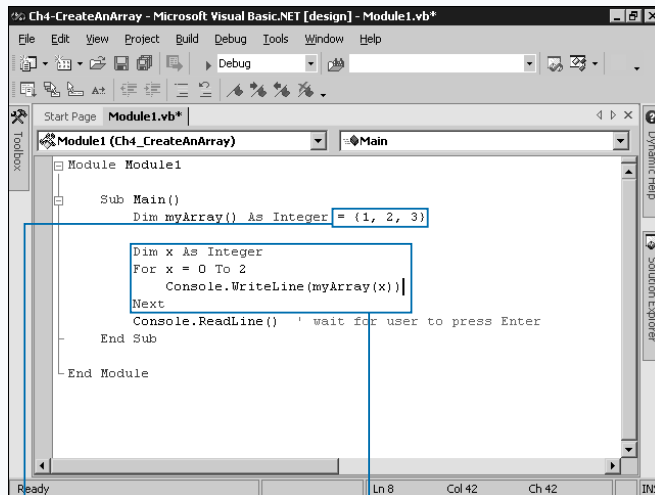 Ch4-CreateAnArray - Microsoft Visual Basic.NET [design] - Module1.vb*
File Edit View Project Build Debug Tools Window Help
Debug
Start Page Module1.vb*
Module1 (Ch4_CreateAnArray) Main
Toolbox
Dynamic Help
Solution Explorer
Module Module1
Sub Main()
Dim myArray() As Integer = {1, 2, 3}
Dim x As Integer
For x = 0 To 2
Console.WriteLine(myArray(x))
Next
Console.ReadLine() ' wait for user to press Enter
End Sub
End Module
Ready Ln 8 Col 42 Ch 42 INS